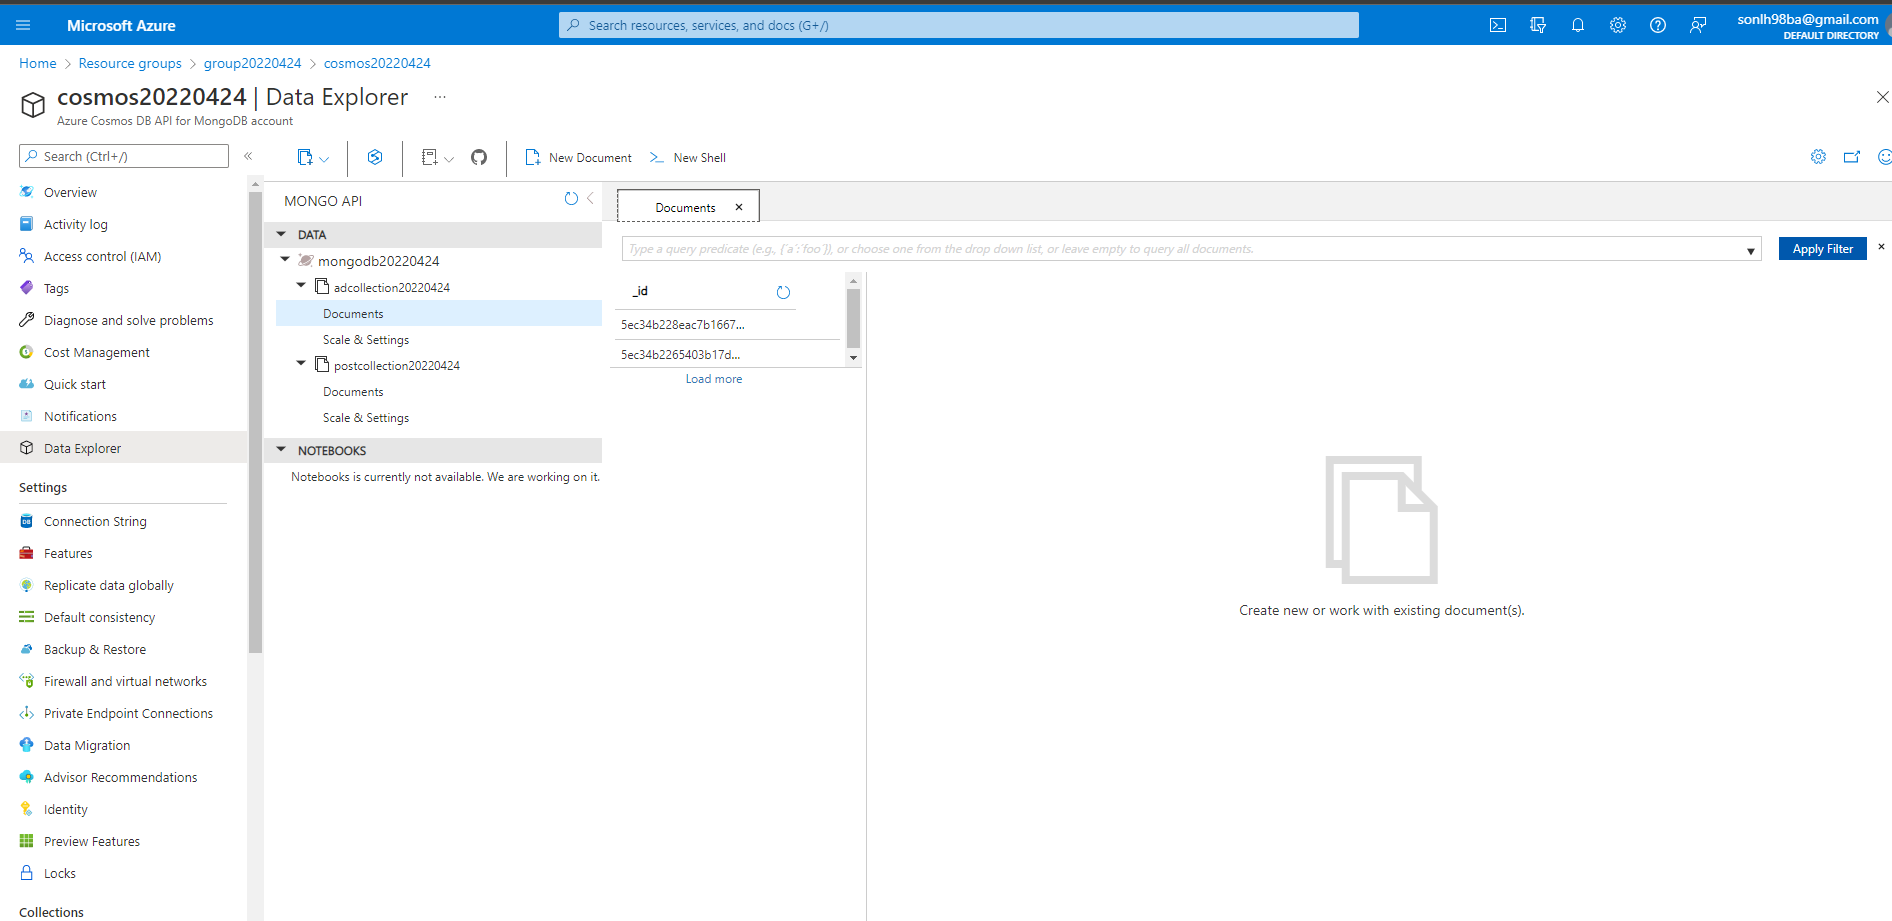 Microsoft Azure
Search resources, services, and docs (G+/)
sonlh98ba@gmail.com
DEFAULT DIRECTORY
Home > Resource groups > group20220424 > cosmos20220424
cosmos20220424 | Data Explorer ...
Azure Cosmos DB API for MongoDB account
Search (Ctrl+/)
«
New Document
New Shell
Overview
Activity log
Access control (IAM)
Tags
Diagnose and solve problems
Cost Management
Quick start
Notifications
Data Explorer
Settings
Connection String
Features
Replicate data globally
Default consistency
Backup & Restore
Firewall and virtual networks
Private Endpoint Connections
Data Migration
Advisor Recommendations
Identity
Preview Features
Locks
Collections
MONGO API
DATA
mongodb20220424
adcollection20220424
Documents
Scale & Settings
postcollection20220424
Documents
Scale & Settings
NOTEBOOKS
Notebooks is currently not available. We are working on it.
Documents
Type a query predicate (e.g., {´a´:´foo´}), or choose one from the drop down list, or leave empty to query all documents.
Apply Filter
_id
5ec34b228eac7b1667...
5ec34b2265403b17d...
Load more
Create new or work with existing document(s).